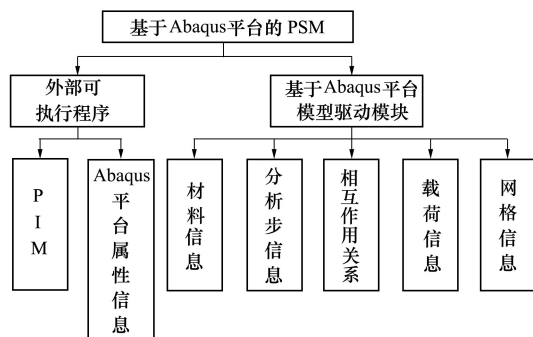 基于Abaqus平台的PSM
外部可
执行程序
基于Abaqus平台
模型驱动模块
PIM
Abaqus
平台属性信息
材料信息
分析步信息
相互作用关系
载荷信息
网格信息